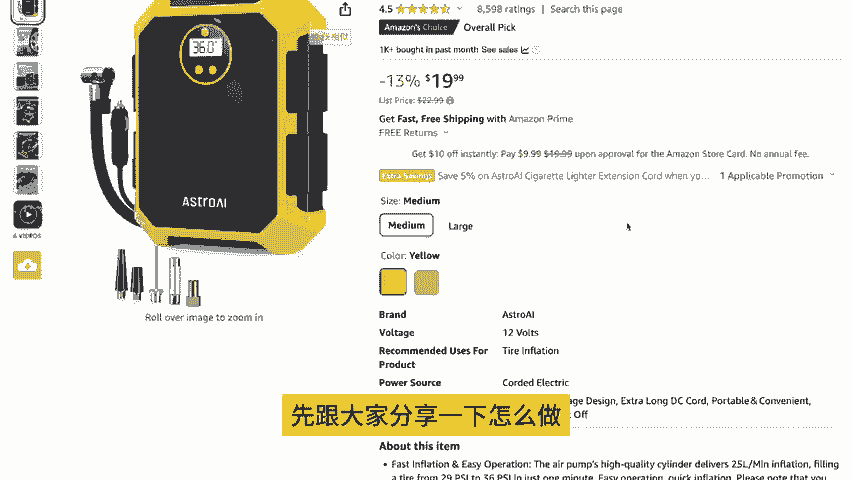 4.5
8,598 ratings | Search this page
Amazon's Choice
Overall Pick
1K+ bought in past month See sales
-13% $19 99
List Price: $22.99
Get Fast, Free Shipping with Amazon Prime
FREE Returns
Get $10 off instantly: Pay $9.99 $19.99 upon approval for the Amazon Store Card. No annual fee.
Extra Savings Save 5% on AstroAI Cigarette Lighter Extension Cord when yo... 1 Applicable Promotion
Size: Medium
Medium
Large
Color: Yellow
36.0
ASTROAI
6 VIDEOS
Roll over image to zoom in
Brand AstroAI
Voltage 12 Volts
Recommended Uses For Product
Tire Inflation
Power Source Corded Electric
age Design, Extra Long DC Cord, Portable & Convenient,
Off
先跟大家分享一下怎么做
About this item
• Fast Inflation & Easy Operation: The air pump's high-quality cylinder delivers 25L/Min inflation, filling
a tire from 29 PSI to 36 PSI in just one minute. Easy operation, quick inflation. Please note that you